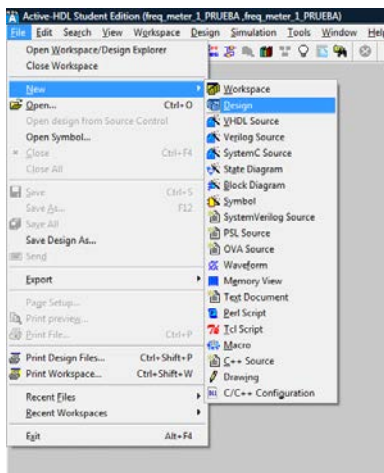 Active-HDL Student Edition (freq_meter_1_PRUEBA ,freq_meter_1_PRUEBA)
File Edit Search View Workspace Design Simulation Tools Window Help
Open Workspace/Design Explorer
Close Workspace
New
Open... Ctrl+O
Open design from Source Control
Open Symbol...
Close Ctrl+F4
Close All
Save Ctrl+S
Save As... F12
Save All
Save Design As...
Send
Export
Page Setup...
Print preview...
Print File... Ctrl+P
Print Design Files... Ctrl+Shift+P
Print Workspace... Ctrl+Shift+W
Recent Files
Recent Workspaces
Exit Alt+F4
Workspace
Design
VHDL Source
Verilog Source
SystemC Source
State Diagram
Block Diagram
Symbol
SystemVerilog Source
PSL Source
OVA Source
Waveform
Memory View
Text Document
Perl Script
Tcl Script
Macro
C++ Source
Drawing
C/C++ Configuration